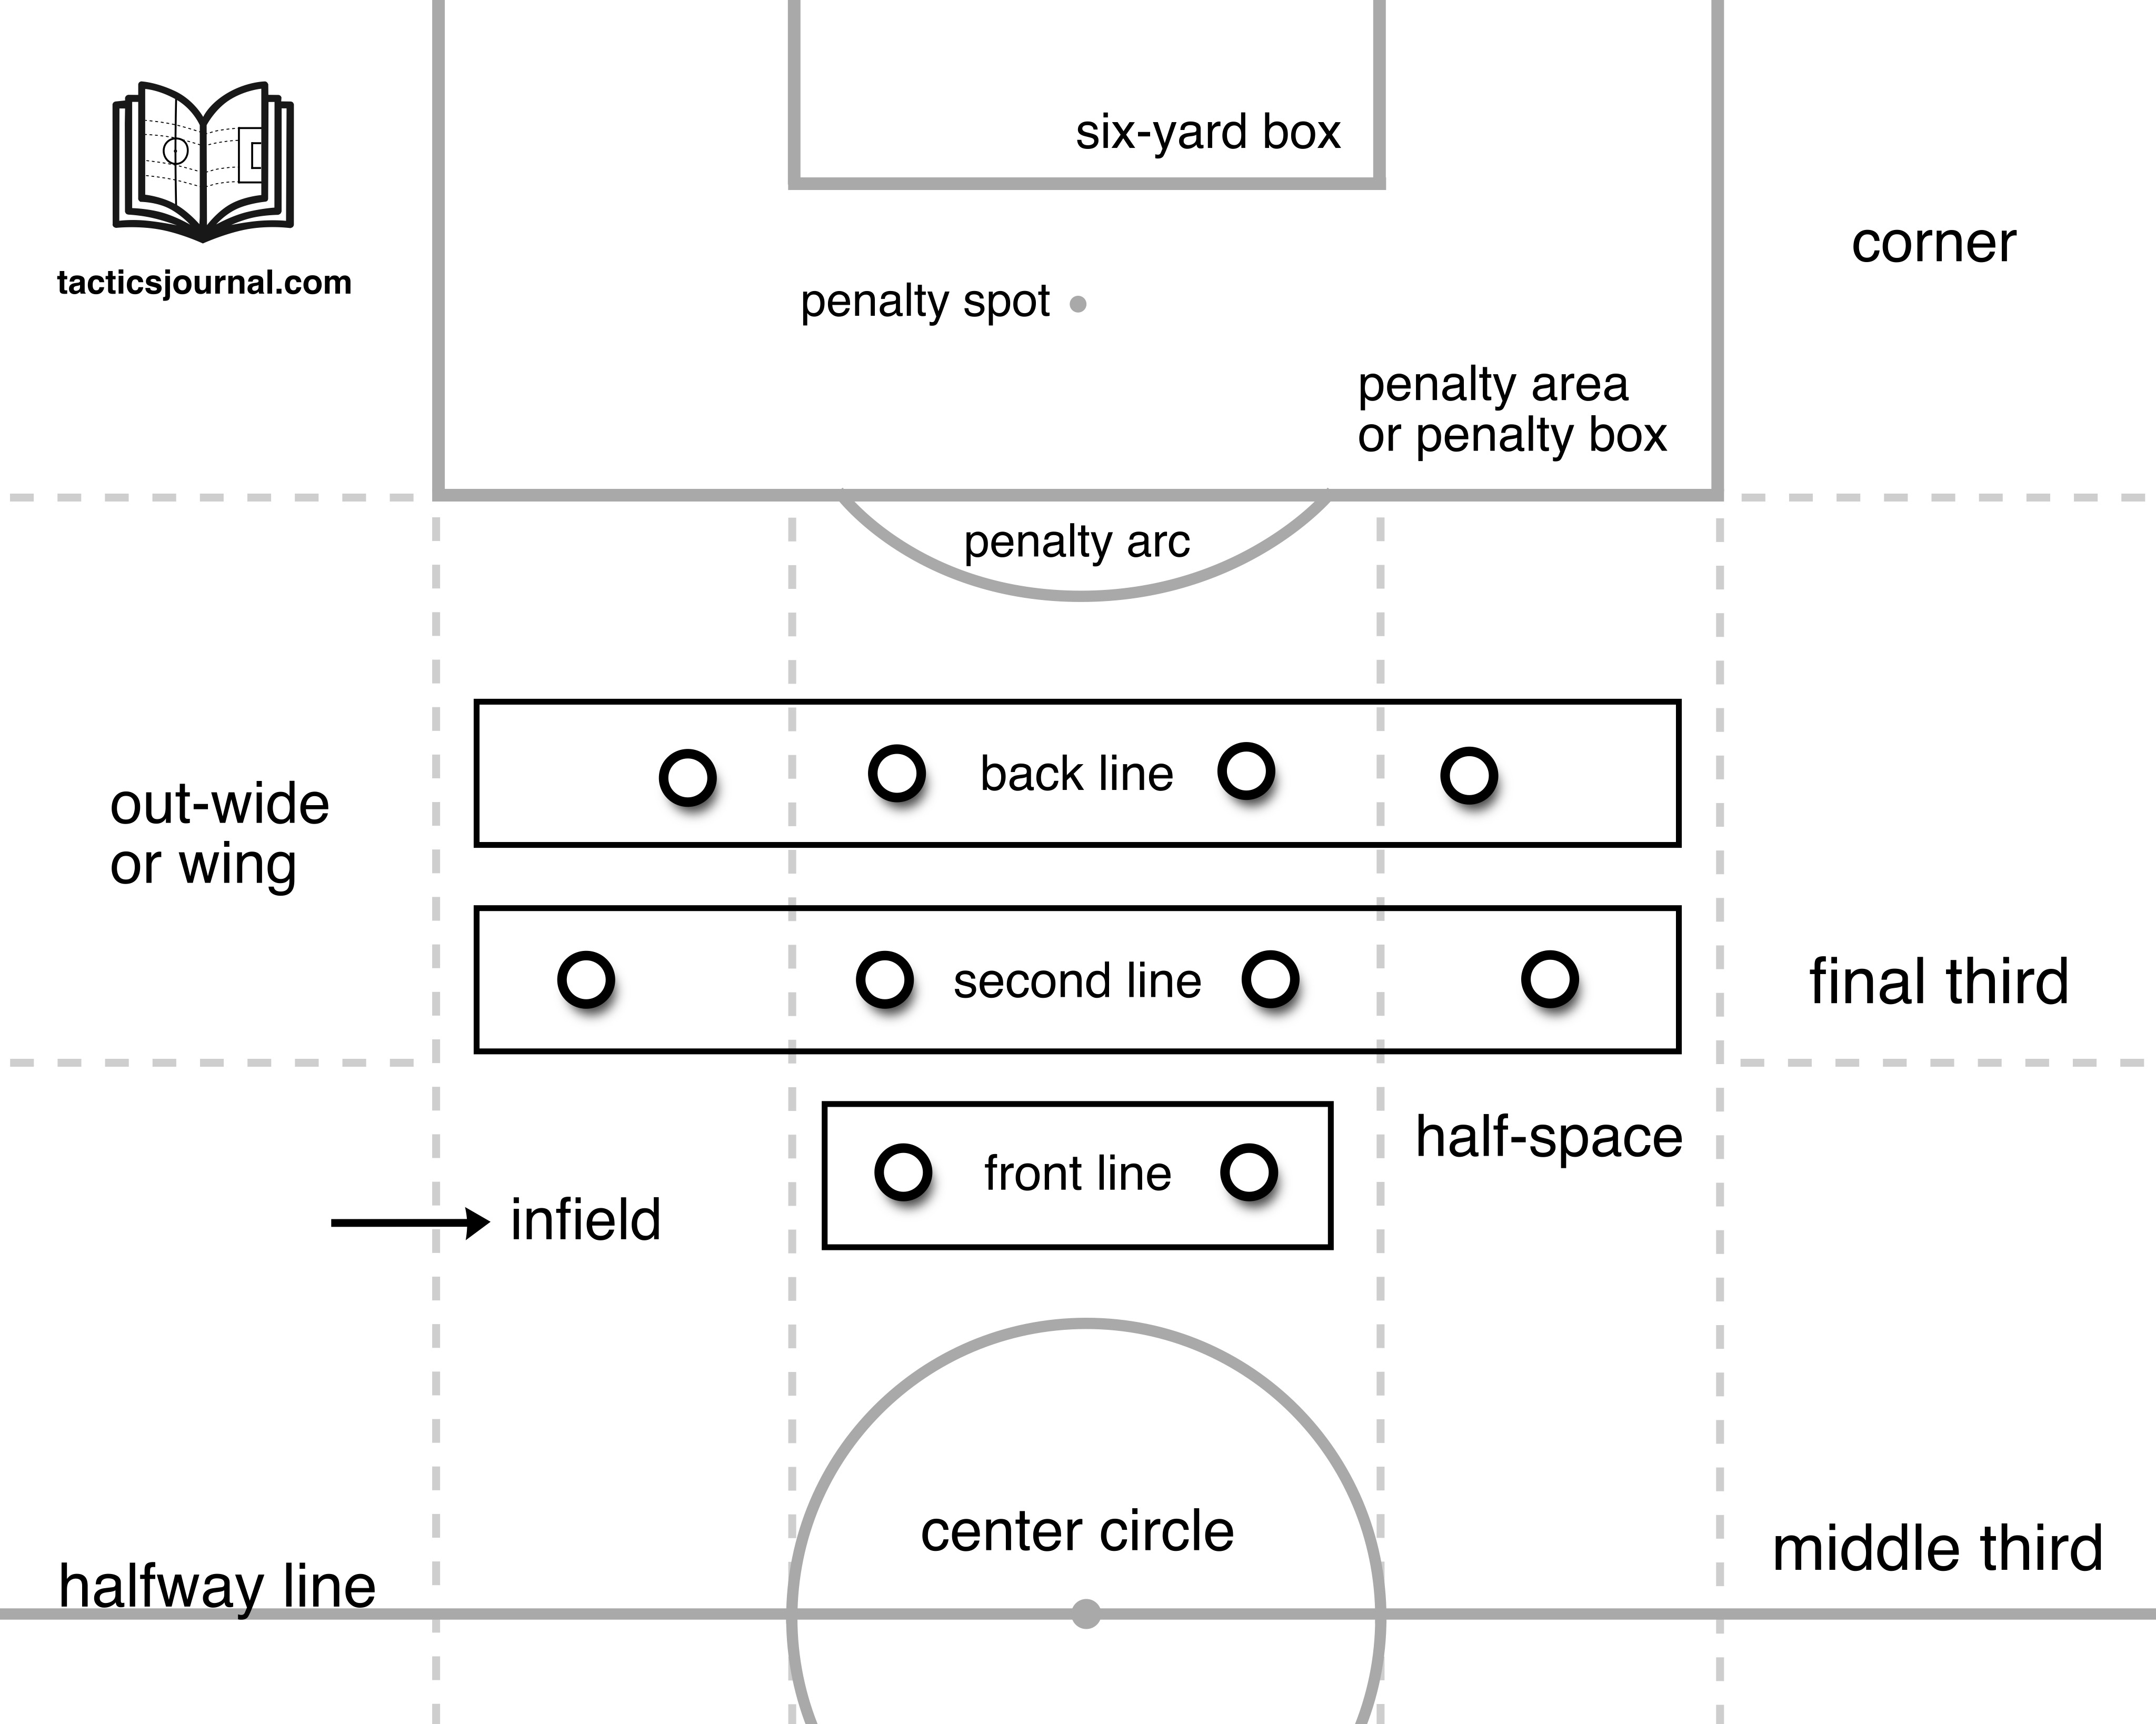 six-yard box
corner
tacticsjournal.com
penalty spot
penalty area
or penalty box
penalty arc
back line
out-wide
or wing
second line
final third
half-space
front line
infield
center circle
middle third
halfway line